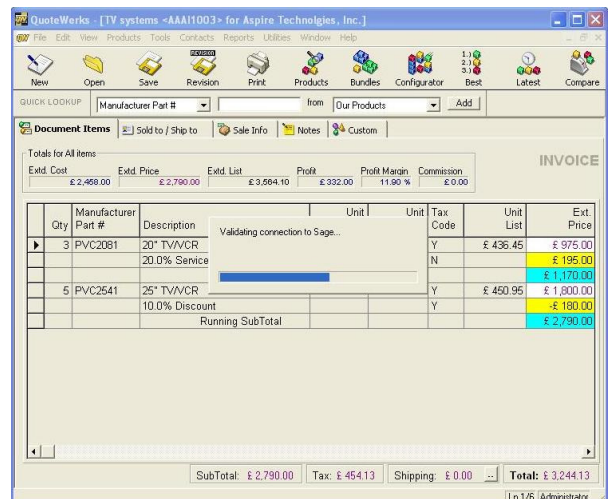 QuoteWerks - [TV systems <AAAI1003> for Aspire Technolgies, Inc.]
File Edit View Products Tools Contacts Reports Utilities Window Help
REVISION
1.)
2.)
3.)
New Open Save Revision Print Products Bundles Configurator Best Latest Compare
QUICK LOOKUP Manufacturer Part # from Our Products Add
Document Items Sold to / Ship to Sale Info Notes Custom
Totals for All items
INVOICE
Extd. Cost Extd. Price Extd. List Profit Profit Margin Commission
£ 2,458.00 £ 2,790.00 £ 3,564.10 £ 332.00 11.90 % £ 0.00
Manufacturer Unit Unit Tax Unit Ext.
Qty Part # Description Code List Price
Validating connection to Sage...
3 PVC2081 20" TV/VCR Y £ 436.45 £ 975.00
20.0% Service N £ 195.00
£ 1,170.00
5 PVC2541 25" TV/VCR Y £ 450.95 £ 1,800.00
10.0% Discount Y -£ 180.00
Running SubTotal £ 2,790.00
SubTotal: £ 2,790.00 Tax: £ 454.13 Shipping: £ 0.00 ... Total: £ 3,244.13
Ln 1/6 Administrator